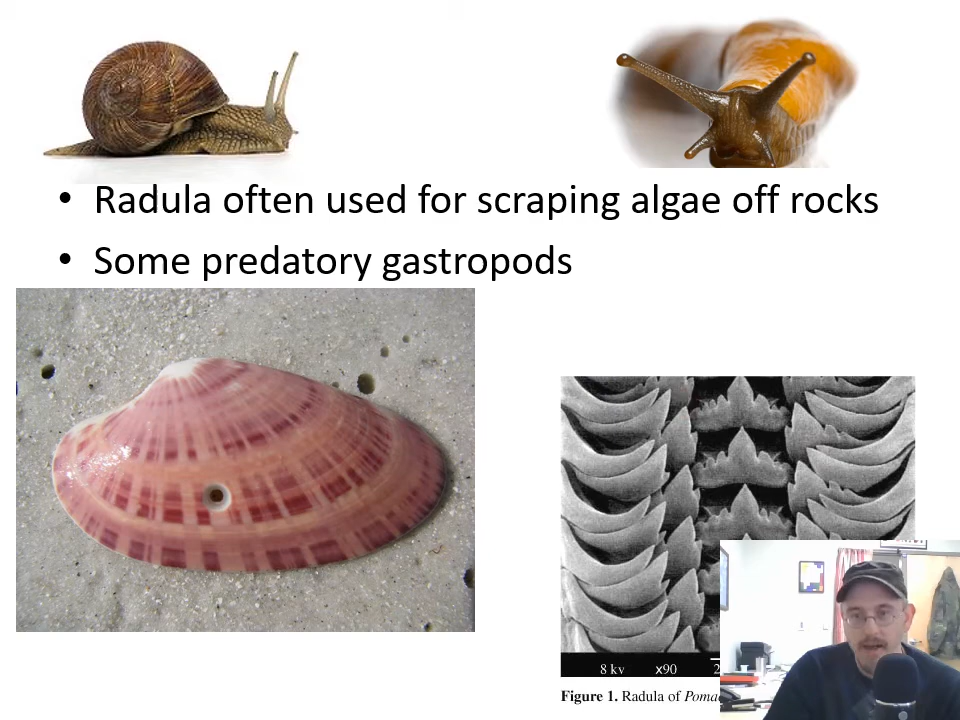 • Radula often used for scraping algae off rocks
• Some predatory gastropods
8 kv x90
Figure 1. Radula of